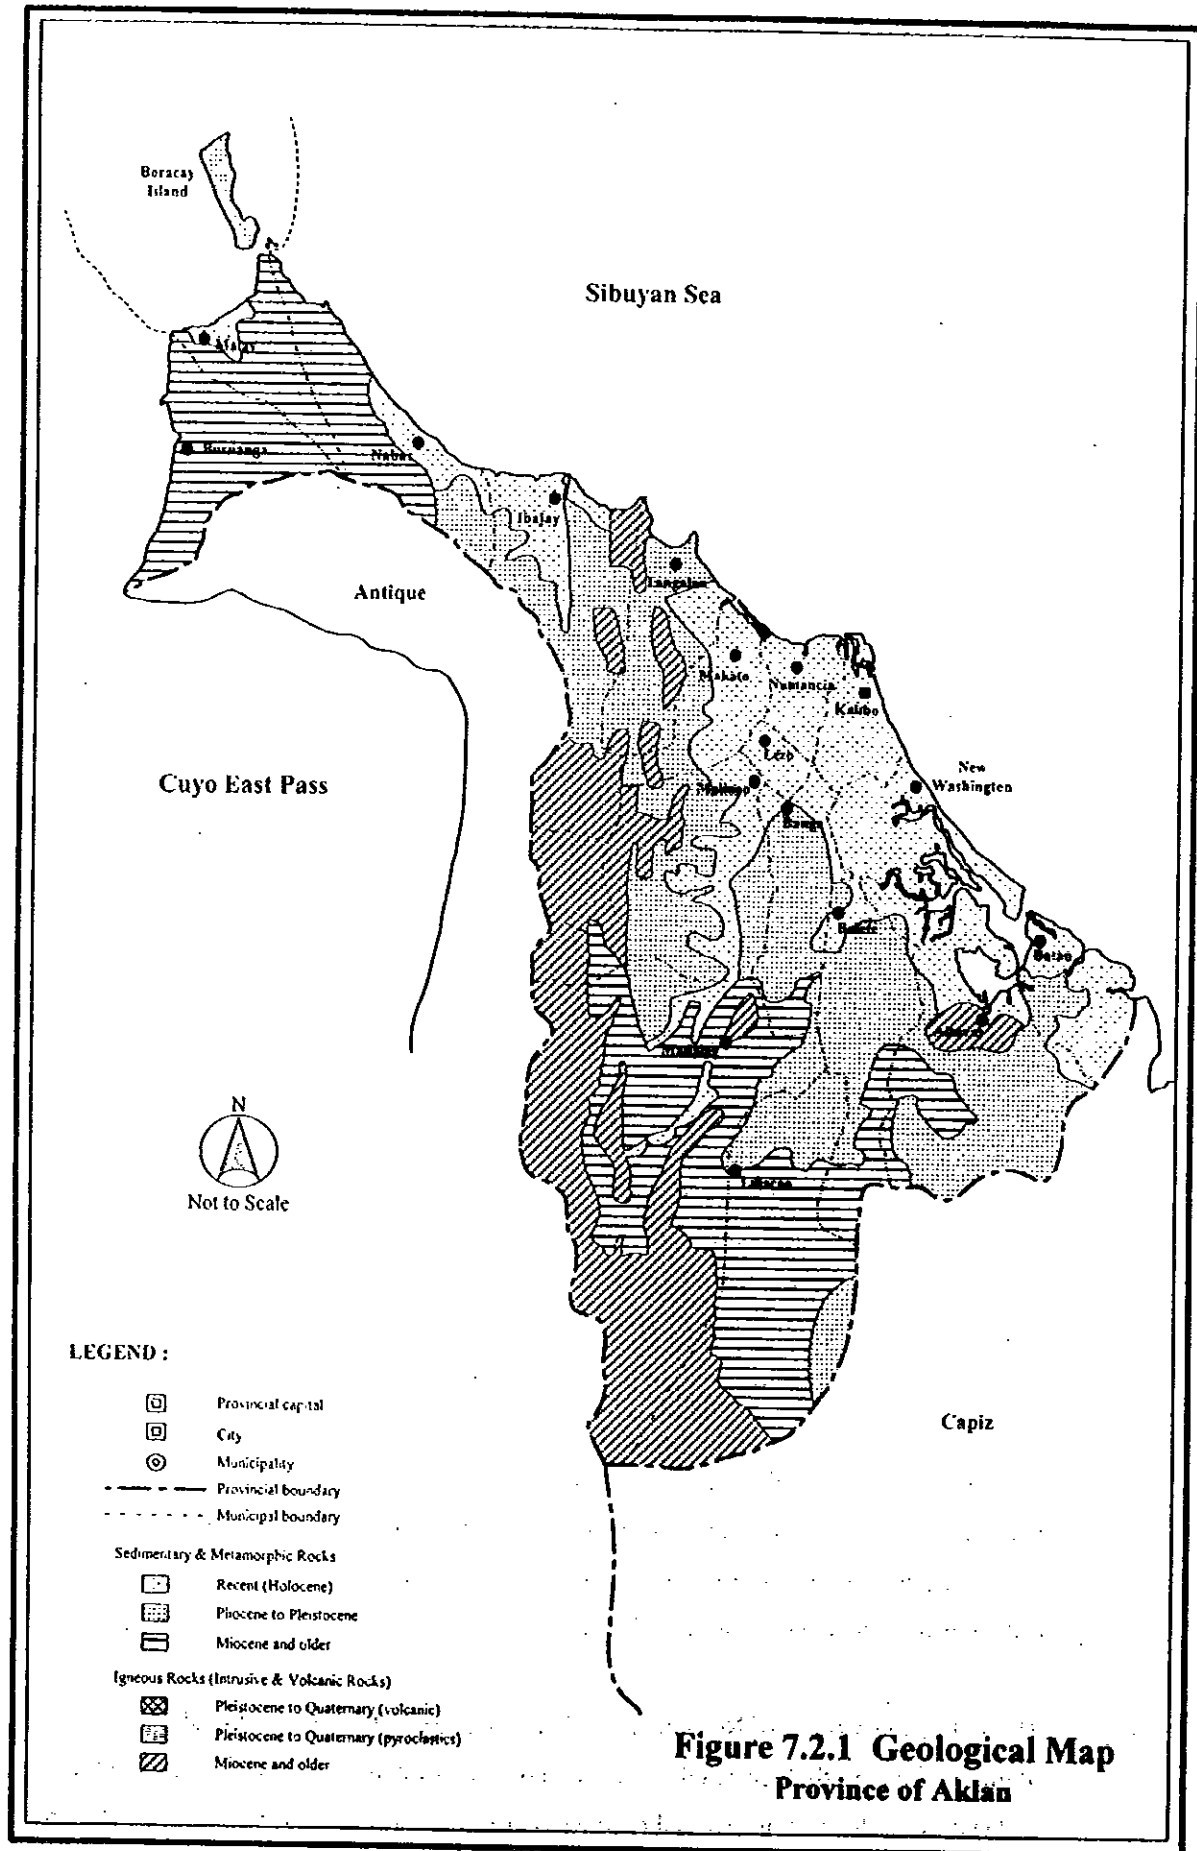 Boracay
Island
Sibuyan Sea
Malay
Buruanga
Nabas
Ibajay
Tangalan
Antique
Makato
Numancia
Kalibo
Lezo
Cuyo East Pass
New
Washington
Malinao
Banga
Balete
Batan
Altavas
Madalag
N
Not to Scale
Libacao
LEGEND :
Provincial capital
City
Municipality
Provincial boundary
Municipal boundary
Sedimentary & Metamorphic Rocks
Recent (Holocene)
Pliocene to Pleistocene
Miocene and older
Igneous Rocks (Intrusive & Volcanic Rocks)
Pleistocene to Quaternary (volcanic)
Pleistocene to Quaternary (pyroclastics)
Miocene and older
Capiz
Figure 7.2.1 Geological Map
Province of Aklan